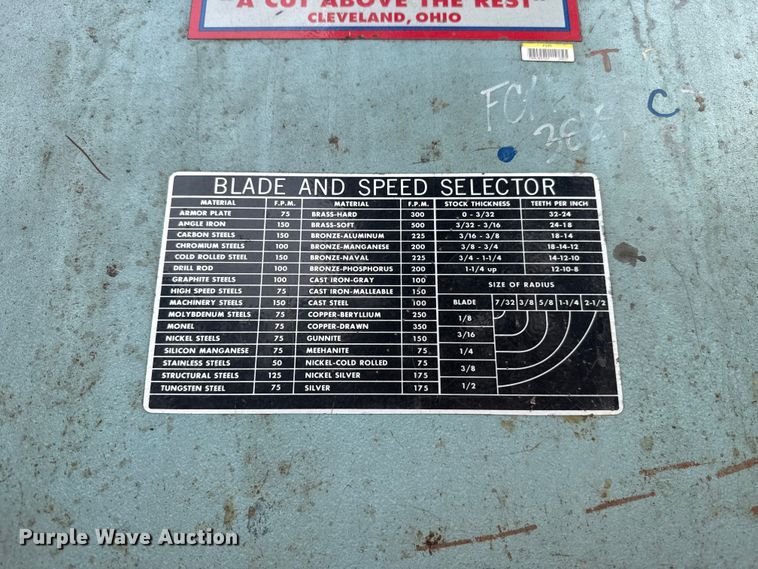 "A CUT ABOVE THE REST"
CLEVELAND, OHIO
T
C
BLADE AND SPEED SELECTOR
MATERIAL F.P.M. MATERIAL F.P.M. STOCK THICKNESS TEETH PER INCH
ARMOR PLATE 75 BRASS-HARD 300 0 - 3/32 32-24
ANGLE IRON 150 BRASS-SOFT 500 3/32 - 3/16 24-18
CARBON STEELS 150 BRONZE-ALUMINUM 225 3/16 - 3/8 18-14
CHROMIUM STEELS 100 BRONZE-MANGANESE 200 3/8 - 3/4 18-14-12
COLD ROLLED STEEL 150 BRONZE-NAVAL 225 3/4 - 1-1/4 14-12-10
DRILL ROD 100 BRONZE-PHOSPHORUS 200 1-1/4 up 12-10-8
GRAPHITE STEELS 100 CAST IRON-GRAY 100 SIZE OF RADIUS
HIGH SPEED STEELS 75 CAST IRON-MALLEABLE 150
MACHINERY STEELS 150 CAST STEEL 100 BLADE 7/32 3/8 5/8 1-1/4 2-1/2
MOLYBDENUM STEELS 75 COPPER-BERYLLIUM 250 1/8
MONEL 75 COPPER-DRAWN 350 3/16
NICKEL STEELS 75 GUNNITE 150
SILICON MANGANESE 75 MEEHANITE 75 1/4
STAINLESS STEELS 50 NICKEL-COLD ROLLED 75 3/8
STRUCTURAL STEELS 125 NICKEL SILVER 175 1/2
TUNGSTEN STEEL 75 SILVER 175
Purple Wave Auction